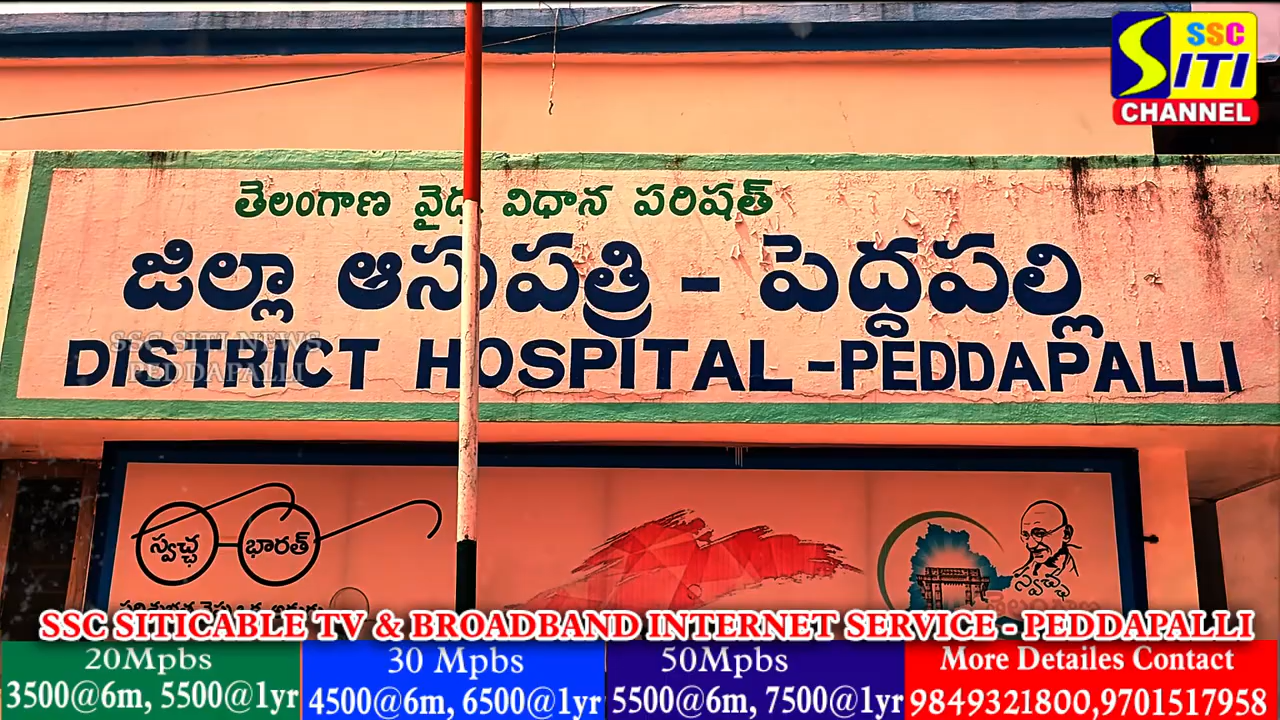 SSC
SITI
CHANNEL
తెలంగాణ వైద్య విధాన పరిషత్
జిల్లా ఆసుపత్రి - పెద్దపల్లి
SSC SITI NEWS
PEDDAPALLI
DISTRICT HOSPITAL -PEDDAPALLI
స్వచ్ఛ భారత్
స్వచ్ఛ
తెలంగాణ
SSC SITICABLE TV & BROADBAND INTERNET SERVICE - PEDDAPALLI
20Mpbs
3500@6m, 5500@1yr
30 Mpbs
4500@6m, 6500@1yr
50Mpbs
5500@6m, 7500@1yr
More Detailes Contact
9849321800,9701517958